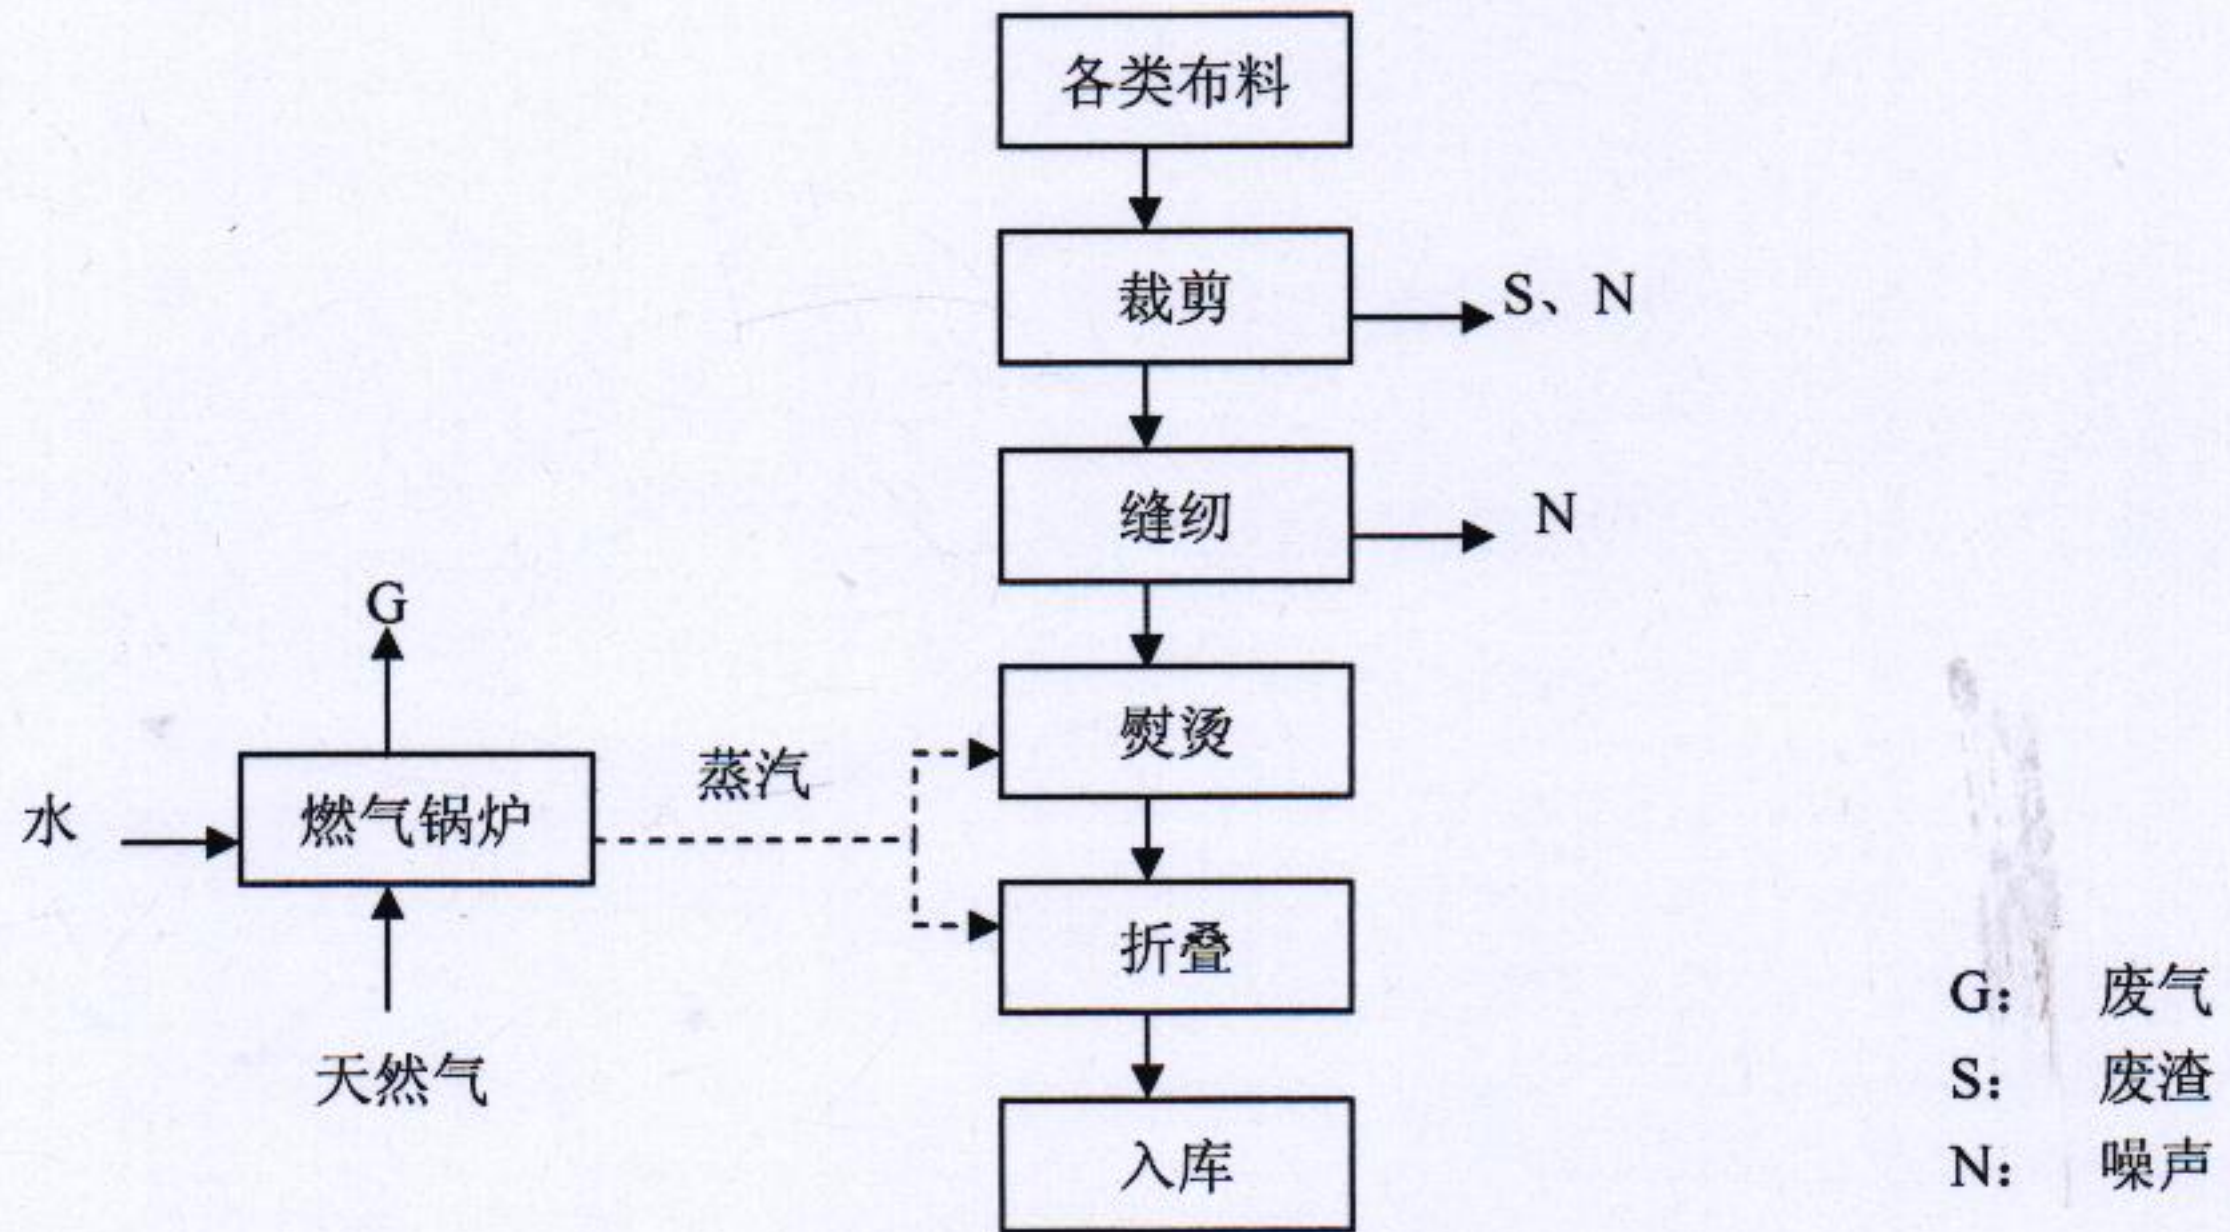 各类布料
裁剪
S、N
缝纫
N
G
熨烫
蒸汽
水
燃气锅炉
折叠
天然气
入库
G： 废气
S： 废渣
N： 噪声